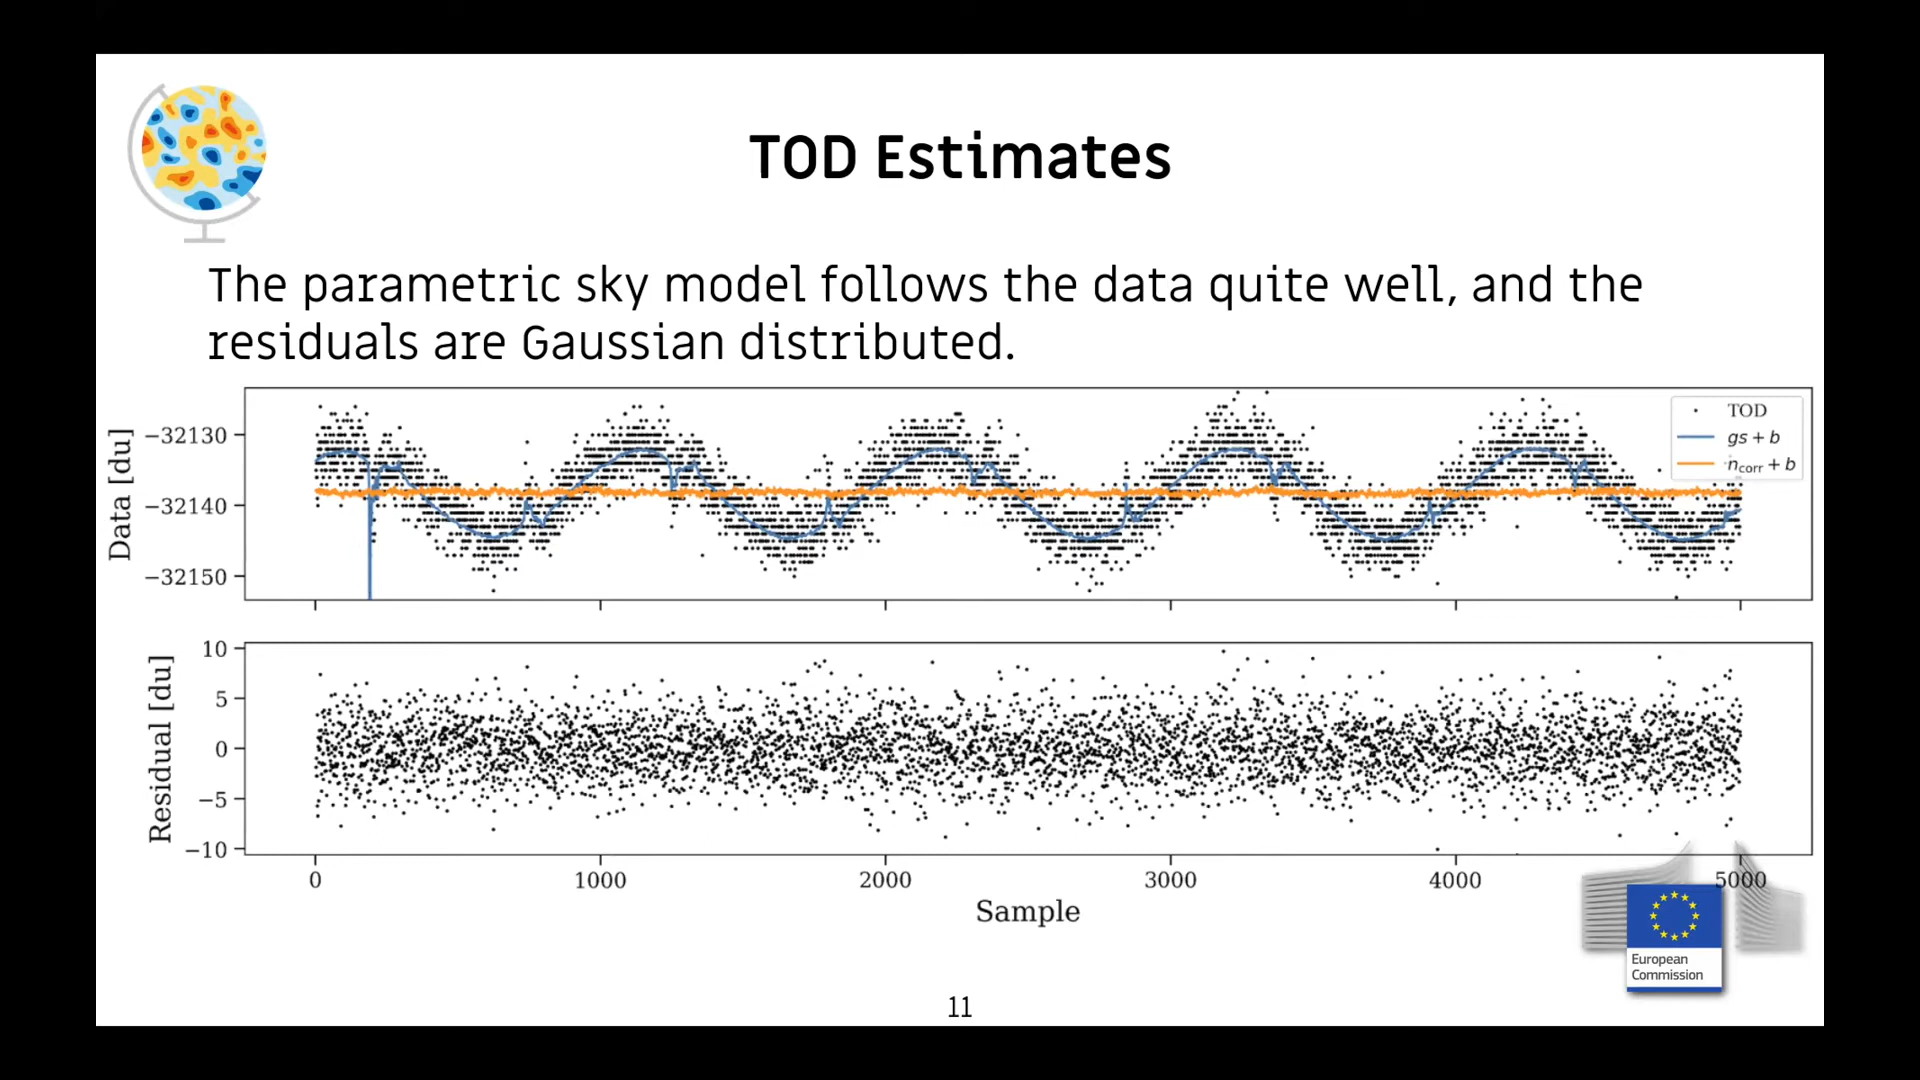 TOD Estimates
The parametric sky model follows the data quite well, and the
residuals are Gaussian distributed.
Data [du]
−32130
−32140
−32150
TOD
gs + b
n_corr + b
Residual [du]
10
5
0
−5
−10
0 1000 2000 3000 4000 5000
Sample
European
Commission
11